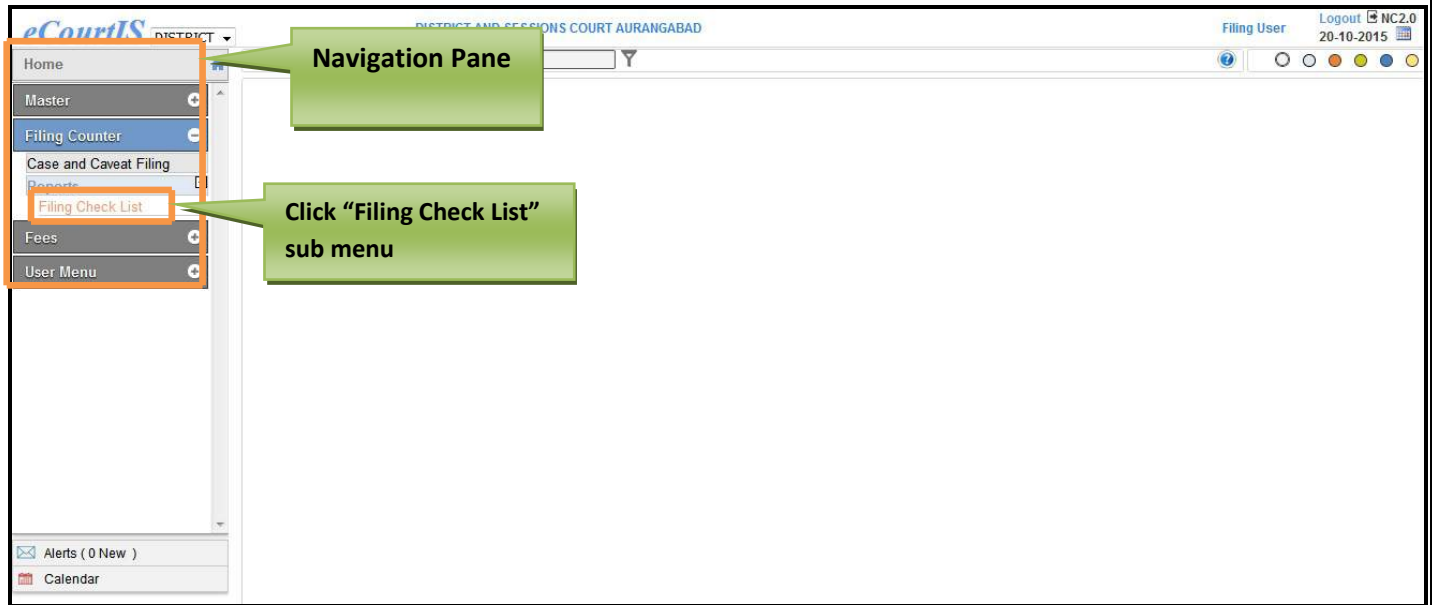 eCourtIS DISTRICT
DISTRICT AND SESSIONS COURT AURANGABAD
Filing User
Logout NC2.0
20-10-2015
Home
Navigation Pane
Master
Filing Counter
Case and Caveat Filing
Reports
Filing Check List
Click “Filing Check List”
sub menu
Fees
User Menu
Alerts ( 0 New )
Calendar